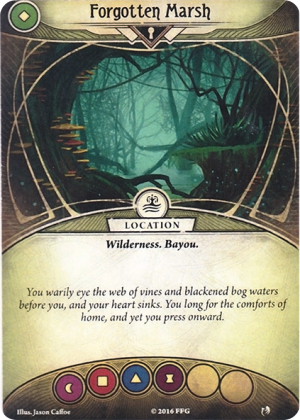 Forgotten Marsh
LOCATION
Wilderness. Bayou.
You warily eye the web of vines and blackened bog waters
before you, and your heart sinks. You long for the comforts of
home, and yet you press onward.
Illus. Jason Caffoe
© 2016 FFG